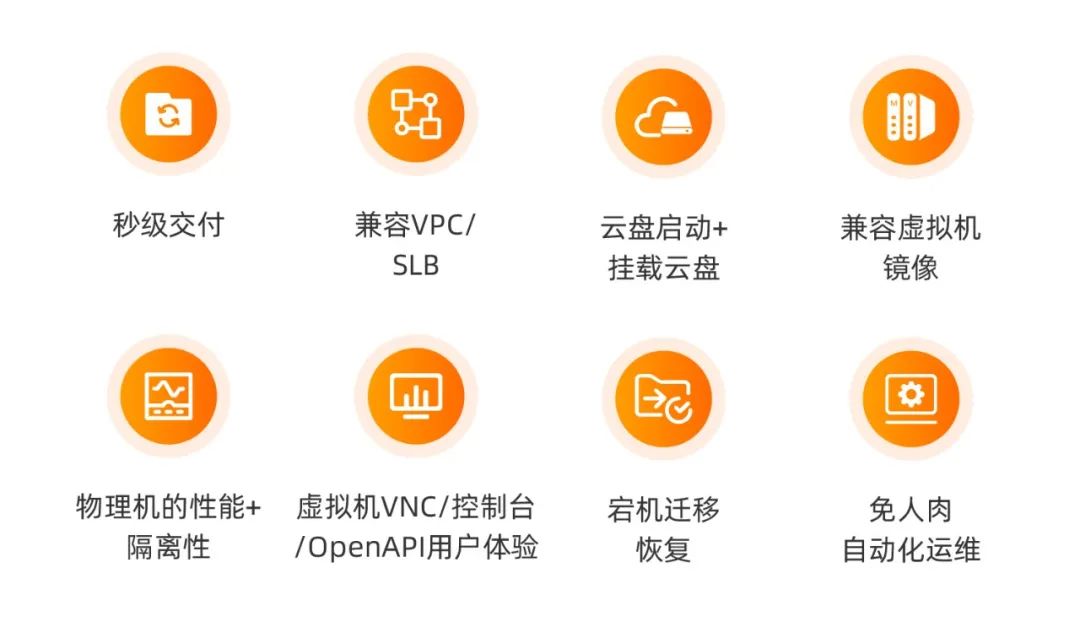 M V
秒级交付
兼容VPC/
SLB
云盘启动+
挂载云盘
兼容虚拟机
镜像
物理机的性能+
隔离性
虚拟机VNC/控制台
/OpenAPI用户体验
宕机迁移
恢复
免人肉
自动化运维